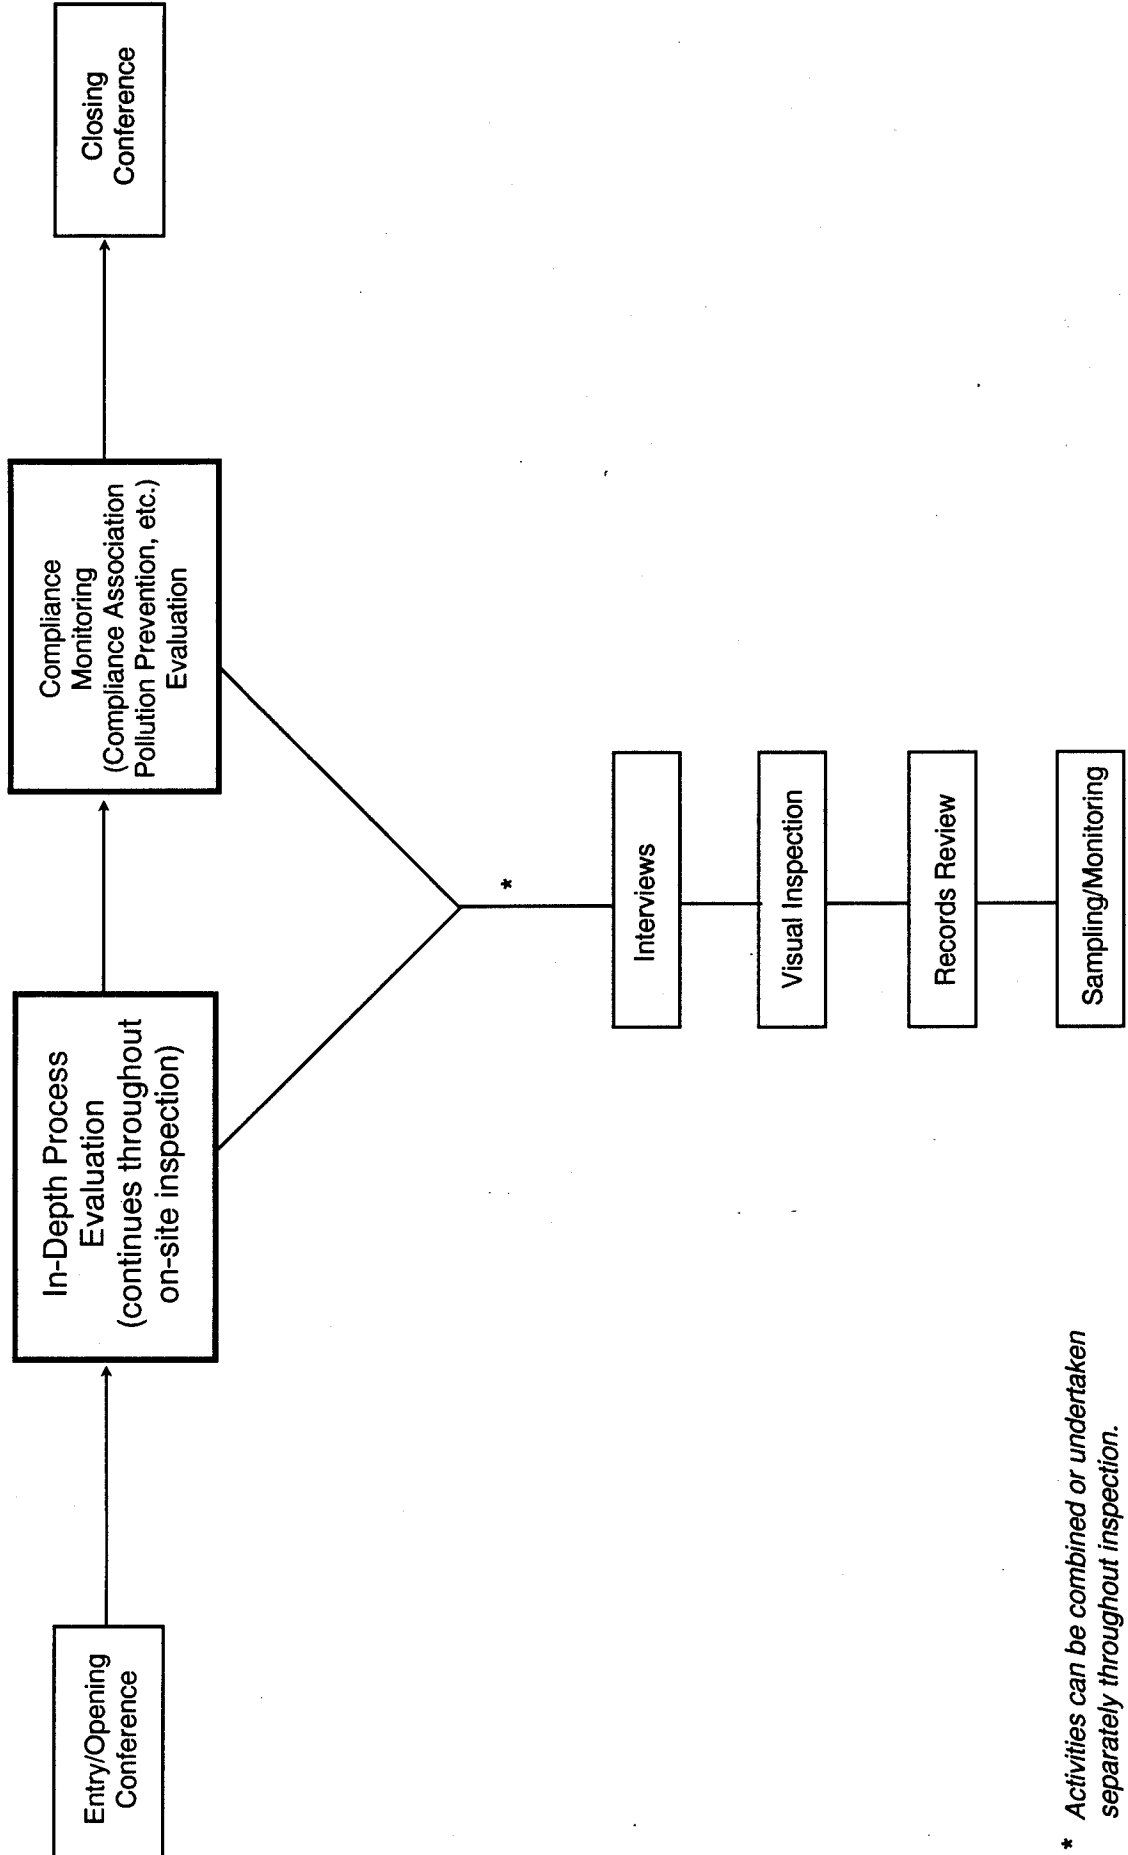 Entry/Opening
Conference
In-Depth Process
Evaluation
(continues throughout
on-site inspection)
Compliance
Monitoring
(Compliance Association
Pollution Prevention, etc.)
Evaluation
Closing
Conference
*
Interviews
Visual Inspection
Records Review
Sampling/Monitoring
* Activities can be combined or undertaken
separately throughout inspection.